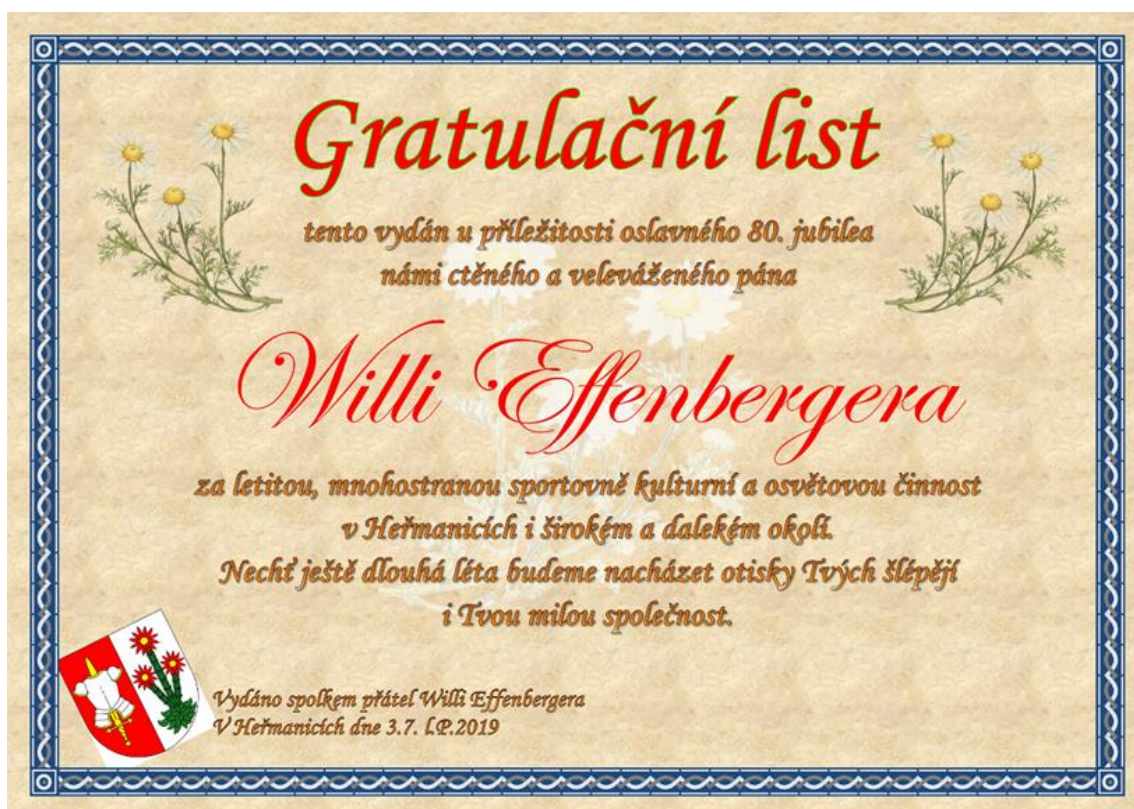 Gratulační list
tento vydán u příležitosti oslavného 80. jubilea
námi ctěného a veleváženého pána
Willi Effenbergera
za letitou, mnohostranou sportovně kulturní a osvětovou činnost
v Heřmanicích i širokém a dalekém okolí.
Nechť ještě dlouhá léta budeme nacházet otisky Tvých šlépějí
i Tvou milou společnost.
Vydáno spolkem přátel Willi Effenbergera
V Heřmanicích dne 3.7. l.P.2019